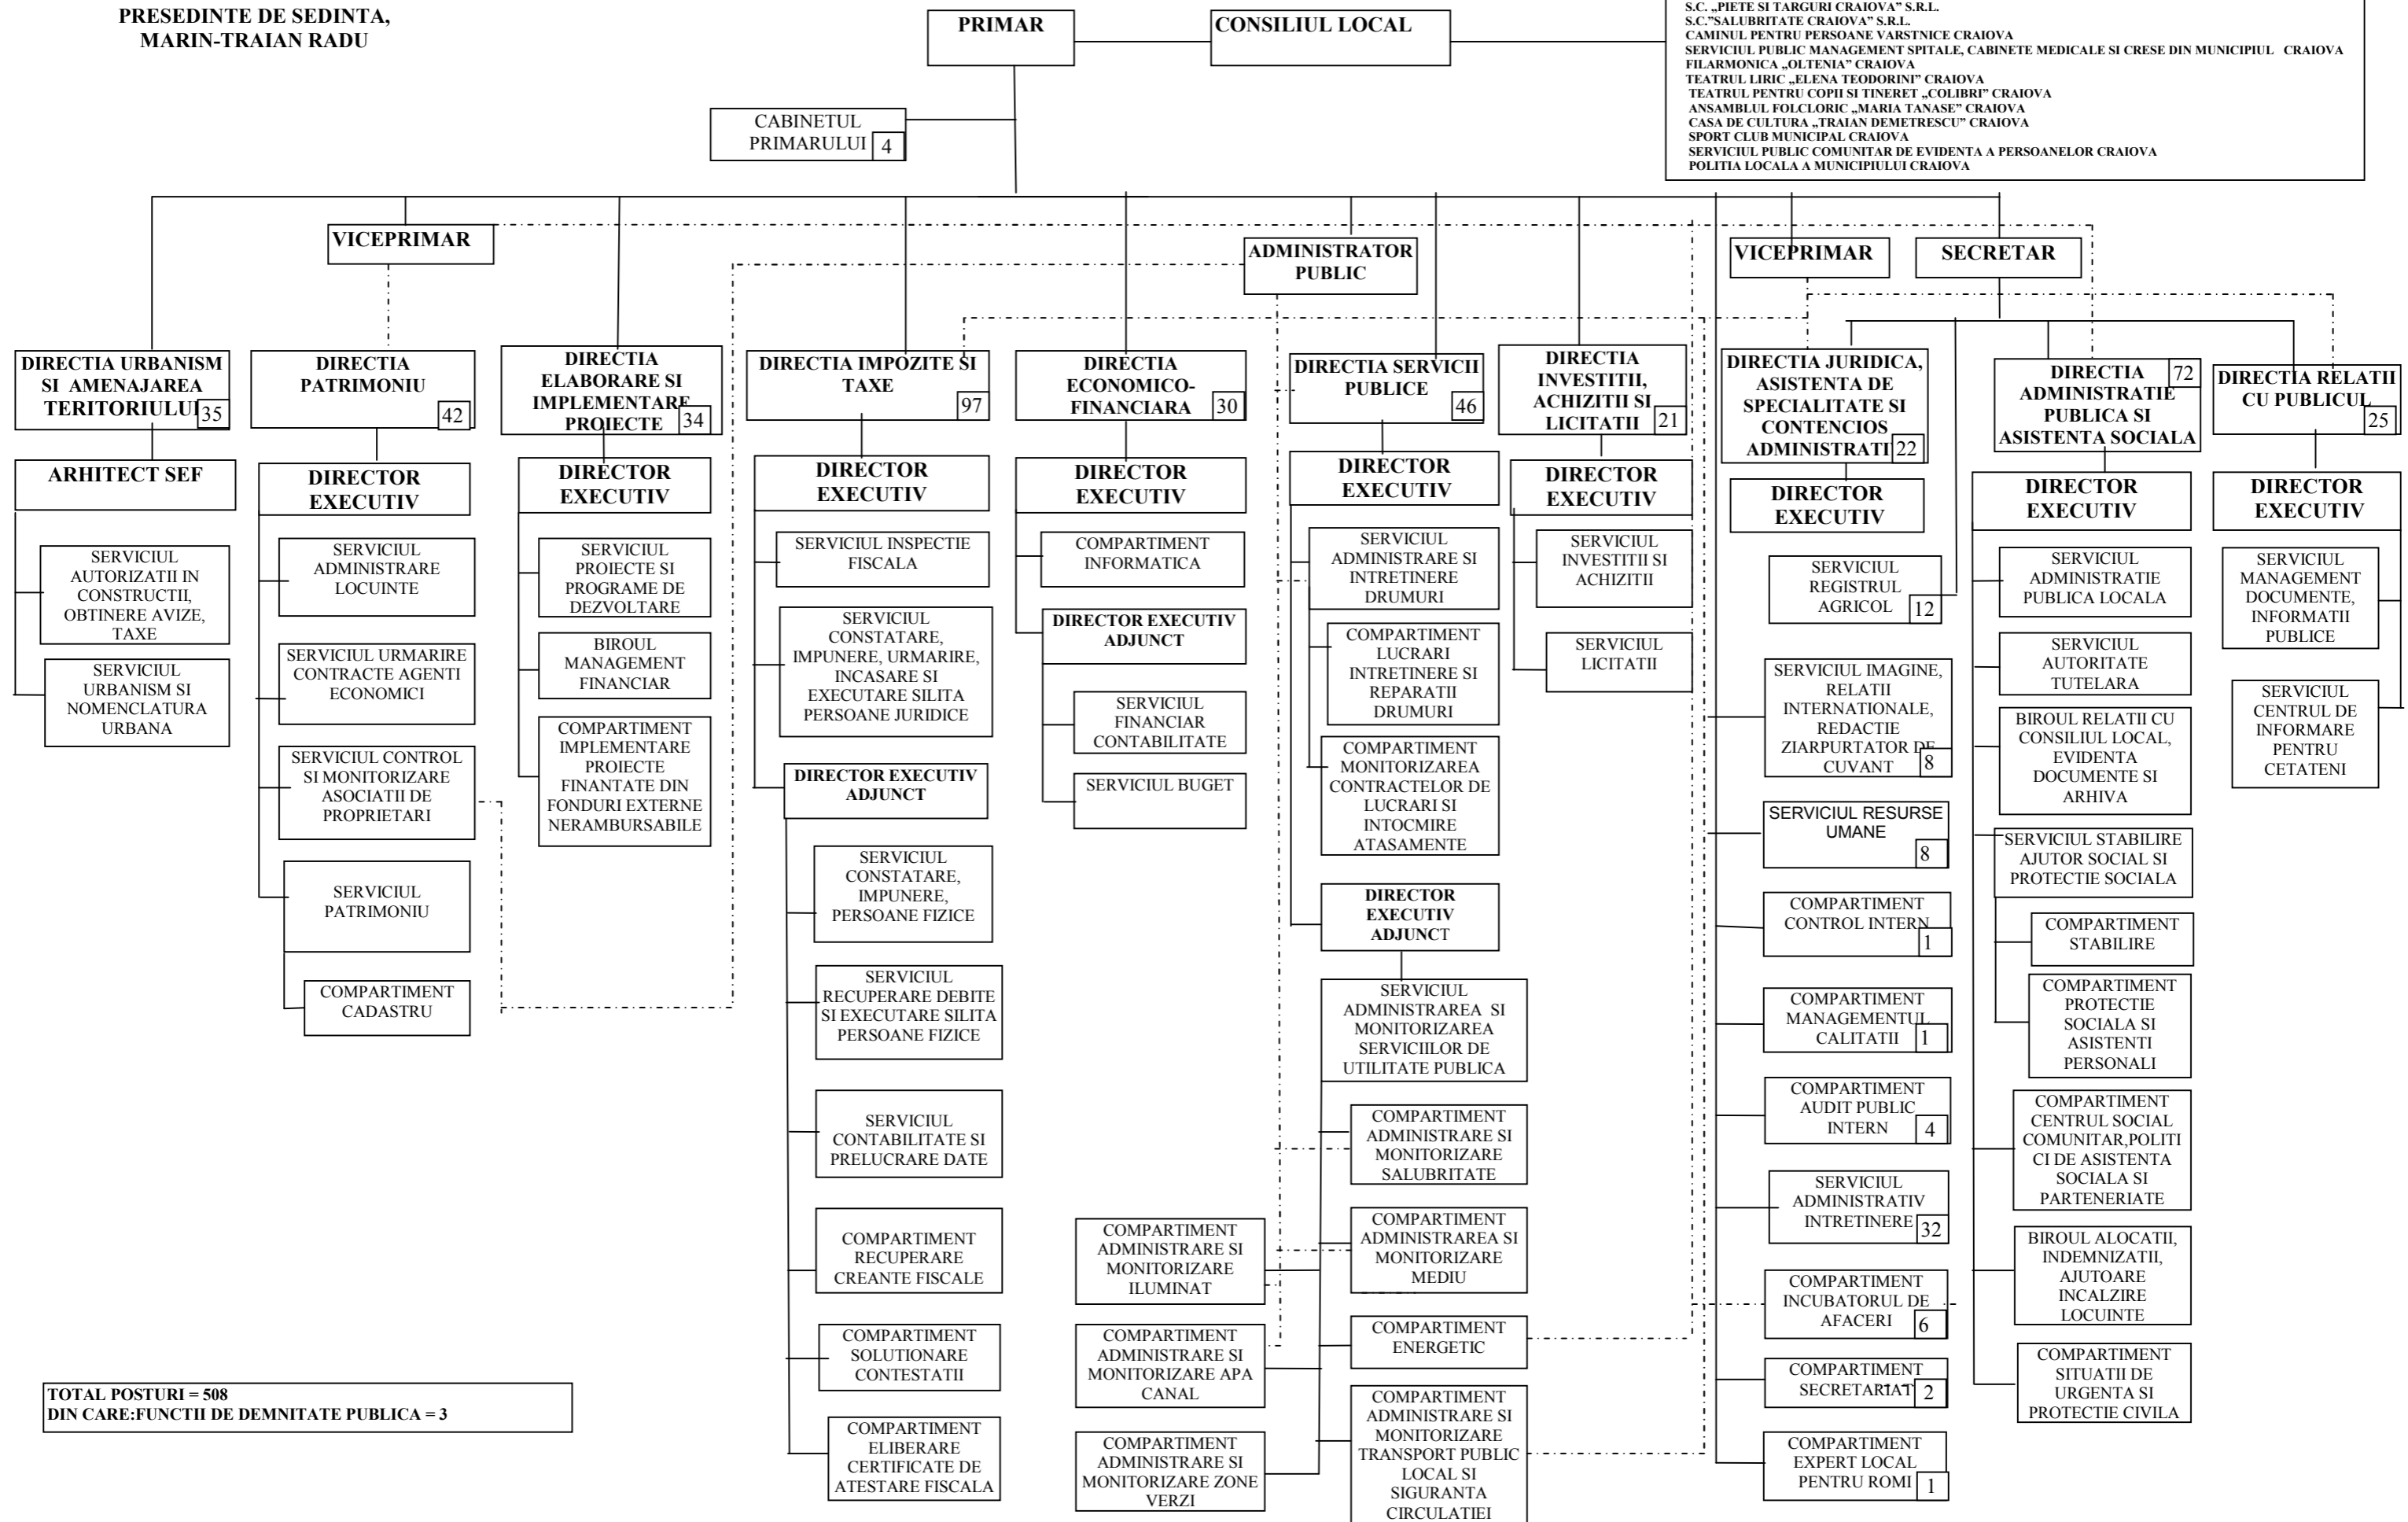 PRESEDINTE DE SEDINTA,
MARIN-TRAIAN RADU
PRIMAR
CONSILIUL LOCAL
S.C. „PIETE SI TARGURI CRAIOVA” S.R.L.
S.C.”SALUBRITATE CRAIOVA” S.R.L.
CAMINUL PENTRU PERSOANE VARSTNICE CRAIOVA
SERVICIUL PUBLIC MANAGEMENT SPITALE, CABINETE MEDICALE SI CRESE DIN MUNICIPIUL CRAIOVA
FILARMONICA „OLTENIA” CRAIOVA
TEATRUL LIRIC „ELENA TEODORINI” CRAIOVA
TEATRUL PENTRU COPII SI TINERET „COLIBRI” CRAIOVA
ANSAMBLUL FOLCLORIC „MARIA TANASE” CRAIOVA
CASA DE CULTURA „TRAIAN DEMETRESCU” CRAIOVA
SPORT CLUB MUNICIPAL CRAIOVA
SERVICIUL PUBLIC COMUNITAR DE EVIDENTA A PERSOANELOR CRAIOVA
POLITIA LOCALA A MUNICIPIULUI CRAIOVA
CABINETUL
PRIMARULUI 4
VICEPRIMAR
ADMINISTRATOR
PUBLIC
VICEPRIMAR
SECRETAR
DIRECTIA URBANISM
SI AMENAJAREA
TERITORIULUI 35
ARHITECT SEF
SERVICIUL
AUTORIZATII IN
CONSTRUCTII,
OBTINERE AVIZE,
TAXE
SERVICIUL
URBANISM SI
NOMENCLATURA
URBANA
DIRECTIA
PATRIMONIU
42
DIRECTOR
EXECUTIV
SERVICIUL
ADMINISTRARE
LOCUINTE
SERVICIUL URMARIRE
CONTRACTE AGENTI
ECONOMICI
SERVICIUL CONTROL
SI MONITORIZARE
ASOCIATII DE
PROPRIETARI
SERVICIUL
PATRIMONIU
COMPARTIMENT
CADASTRU
DIRECTIA
ELABORARE SI
IMPLEMENTARE
PROIECTE 34
DIRECTOR
EXECUTIV
SERVICIUL
PROIECTE SI
PROGRAME DE
DEZVOLTARE
BIROUL
MANAGEMENT
FINANCIAR
COMPARTIMENT
IMPLEMENTARE
PROIECTE
FINANTATE DIN
FONDURI EXTERNE
NERAMBURSABILE
DIRECTIA IMPOZITE SI
TAXE
97
DIRECTOR
EXECUTIV
SERVICIUL INSPECTIE
FISCALA
SERVICIUL
CONSTATARE,
IMPUNERE, URMARIRE,
INCASARE SI
EXECUTARE SILITA
PERSOANE JURIDICE
DIRECTOR EXECUTIV
ADJUNCT
SERVICIUL
CONSTATARE,
IMPUNERE,
PERSOANE FIZICE
SERVICIUL
RECUPERARE DEBITE
SI EXECUTARE SILITA
PERSOANE FIZICE
SERVICIUL
CONTABILITATE SI
PRELUCRARE DATE
COMPARTIMENT
RECUPERARE
CREANTE FISCALE
COMPARTIMENT
SOLUTIONARE
CONTESTATII
COMPARTIMENT
ELIBERARE
CERTIFICATE DE
ATESTARE FISCALA
DIRECTIA
ECONOMICO-
FINANCIARA 30
DIRECTOR
EXECUTIV
COMPARTIMENT
INFORMATICA
DIRECTOR EXECUTIV
ADJUNCT
SERVICIUL
FINANCIAR
CONTABILITATE
SERVICIUL BUGET
DIRECTIA SERVICII
PUBLICE
46
DIRECTOR
EXECUTIV
SERVICIUL
ADMINISTRARE SI
INTRETINERE
DRUMURI
COMPARTIMENT
LUCRARI
INTRETINERE SI
REPARATII
DRUMURI
COMPARTIMENT
MONITORIZAREA
CONTRACTELOR DE
LUCRARI SI
INTOCMIRE
ATASAMENTE
DIRECTOR
EXECUTIV
ADJUNCT
SERVICIUL
ADMINISTRAREA SI
MONITORIZAREA
SERVICIILOR DE
UTILITATE PUBLICA
COMPARTIMENT
ADMINISTRARE SI
MONITORIZARE
SALUBRITATE
COMPARTIMENT
ADMINISTRAREA SI
MONITORIZARE
MEDIU
COMPARTIMENT
ENERGETIC
COMPARTIMENT
ADMINISTRARE SI
MONITORIZARE
TRANSPORT PUBLIC
LOCAL SI
SIGURANTA
CIRCULATIEI
COMPARTIMENT
ADMINISTRARE SI
MONITORIZARE
ILUMINAT
COMPARTIMENT
ADMINISTRARE SI
MONITORIZARE APA
CANAL
COMPARTIMENT
ADMINISTRARE SI
MONITORIZARE ZONE
VERZI
DIRECTIA
INVESTITII,
ACHIZITII SI
LICITATII 21
DIRECTOR
EXECUTIV
SERVICIUL
INVESTITII SI
ACHIZITII
SERVICIUL
LICITATII
DIRECTIA JURIDICA,
ASISTENTA DE
SPECIALITATE SI
CONTENCIOS
ADMINISTRATI 22
DIRECTOR
EXECUTIV
SERVICIUL
REGISTRUL
AGRICOL 12
SERVICIUL IMAGINE,
RELATII
INTERNATIONALE,
REDACTIE
ZIARPURTATOR DE
CUVANT 8
SERVICIUL RESURSE
UMANE
8
COMPARTIMENT
CONTROL INTERN
1
COMPARTIMENT
MANAGEMENTUL
CALITATII 1
COMPARTIMENT
AUDIT PUBLIC
INTERN 4
SERVICIUL
ADMINISTRATIV
INTRETINERE 32
COMPARTIMENT
INCUBATORUL DE
AFACERI 6
COMPARTIMENT
SECRETARIAT 2
COMPARTIMENT
EXPERT LOCAL
PENTRU ROMI 1
DIRECTIA 72
ADMINISTRATIE
PUBLICA SI
ASISTENTA SOCIALA
DIRECTOR
EXECUTIV
SERVICIUL
ADMINISTRATIE
PUBLICA LOCALA
SERVICIUL
AUTORITATE
TUTELARA
BIROUL RELATII CU
CONSILIUL LOCAL,
EVIDENTA
DOCUMENTE SI
ARHIVA
SERVICIUL STABILIRE
AJUTOR SOCIAL SI
PROTECTIE SOCIALA
COMPARTIMENT
STABILIRE
COMPARTIMENT
PROTECTIE
SOCIALA SI
ASISTENTI
PERSONALI
COMPARTIMENT
CENTRUL SOCIAL
COMUNITAR,POLITI
CI DE ASISTENTA
SOCIALA SI
PARTENERIATE
BIROUL ALOCATII,
INDEMNIZATII,
AJUTOARE
INCALZIRE
LOCUINTE
COMPARTIMENT
SITUATII DE
URGENTA SI
PROTECTIE CIVILA
DIRECTIA RELATII
CU PUBLICUL
25
DIRECTOR
EXECUTIV
SERVICIUL
MANAGEMENT
DOCUMENTE,
INFORMATII
PUBLICE
SERVICIUL
CENTRUL DE
INFORMARE
PENTRU
CETATENI
TOTAL POSTURI = 508
DIN CARE:FUNCTII DE DEMNITATE PUBLICA = 3